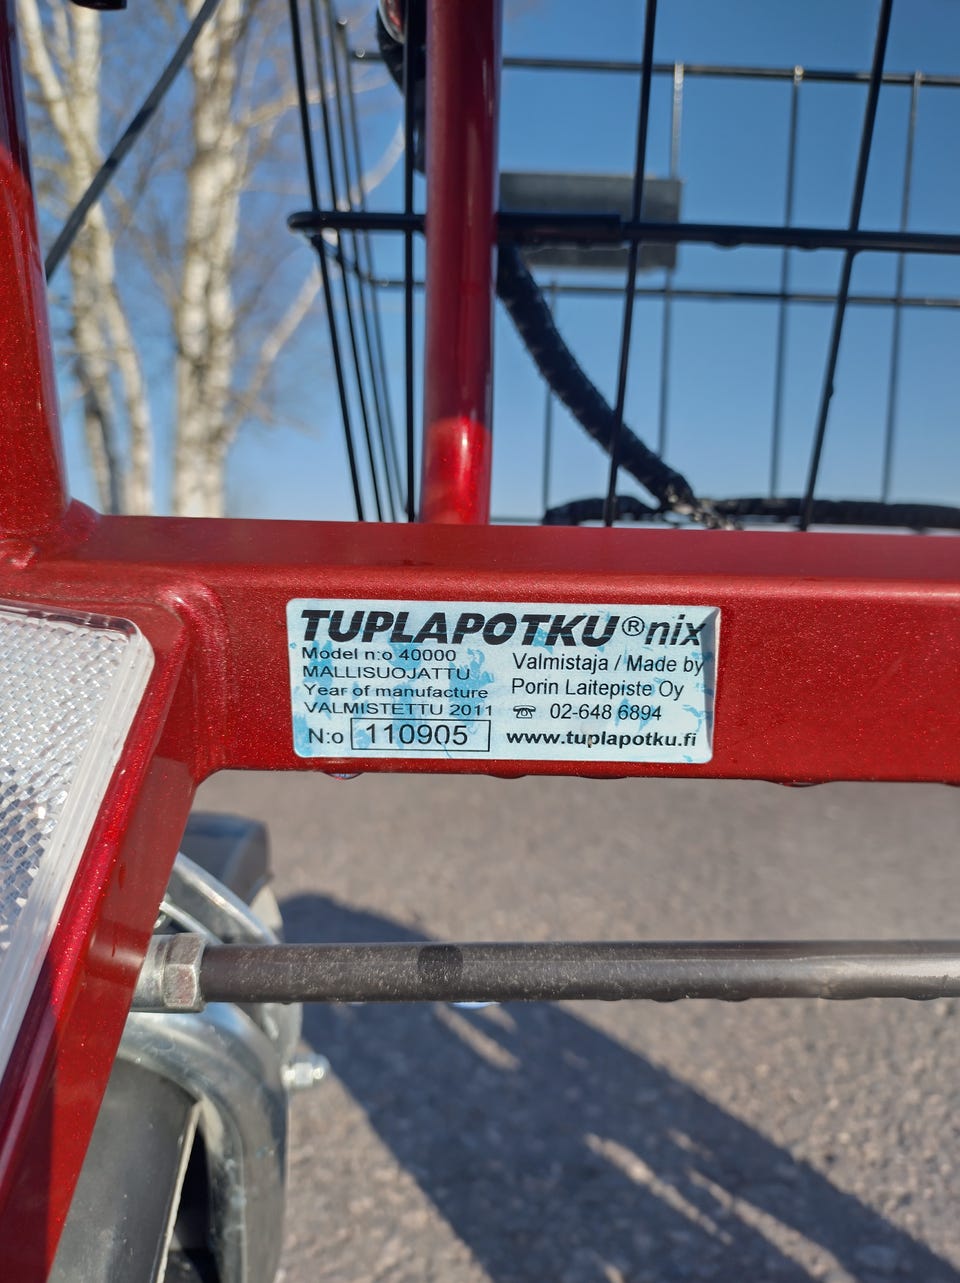 TUPLAPOTKU®nix
Model n:o 40000
MALLISUOJATTU
Year of manufacture
VALMISTETTU 2011
N:o 110905
Valmistaja / Made by
Porin Laitepiste Oy
☎ 02-648 6894
www.tuplapotku.fi